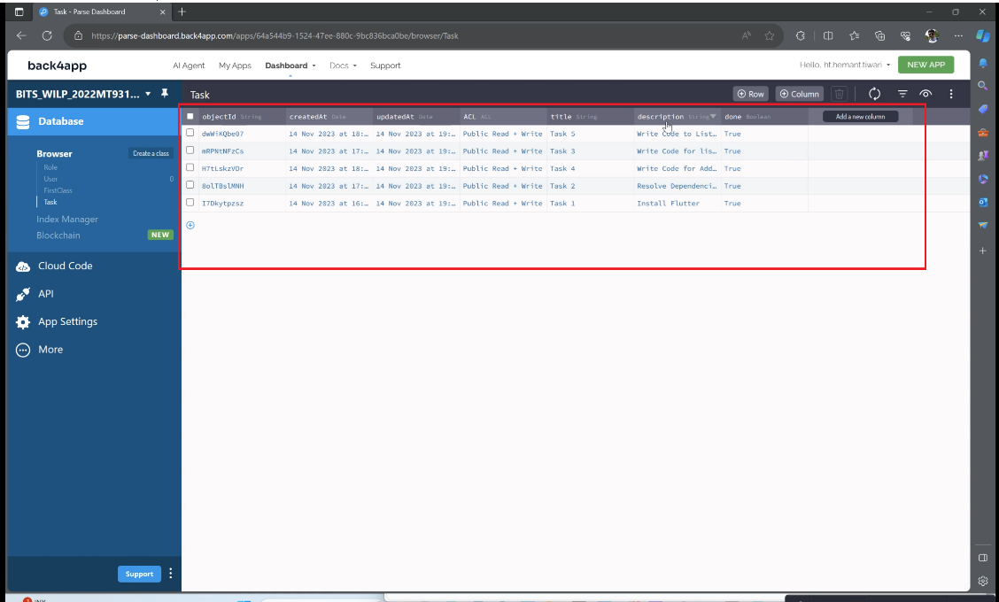 Task - Parse Dashboard
https://parse-dashboard.back4app.com/apps/64a544b9-1524-47ee-880c-9bc836bca0be/browser/Task
back4app AI Agent My Apps Dashboard Docs Support Hello, ht.hemant.tiwari NEW APP
BITS_WILP_2022MT931... Task Row Column
Database
Browser Create a class
Role
User 0
FirstClass
Task
Index Manager
Blockchain NEW
Cloud Code
API
App Settings
More
Support
objectId String createdAt Date updatedAt Date ACL ACL title String description String done Boolean Add a new column
dwWiKQbe07 14 Nov 2023 at 18:… 14 Nov 2023 at 19:… Public Read + Write Task 5 Write Code to List… True
mRPNtNFzCs 14 Nov 2023 at 17:… 14 Nov 2023 at 19:… Public Read + Write Task 3 Write Code for lis… True
H7tLskzVDr 14 Nov 2023 at 18:… 14 Nov 2023 at 19:… Public Read + Write Task 4 Write Code for Add… True
8olTBslMNH 14 Nov 2023 at 17:… 14 Nov 2023 at 19:… Public Read + Write Task 2 Resolve Dependenci… True
I7Dkytpzsz 14 Nov 2023 at 16:… 14 Nov 2023 at 19:… Public Read + Write Task 1 Install Flutter True